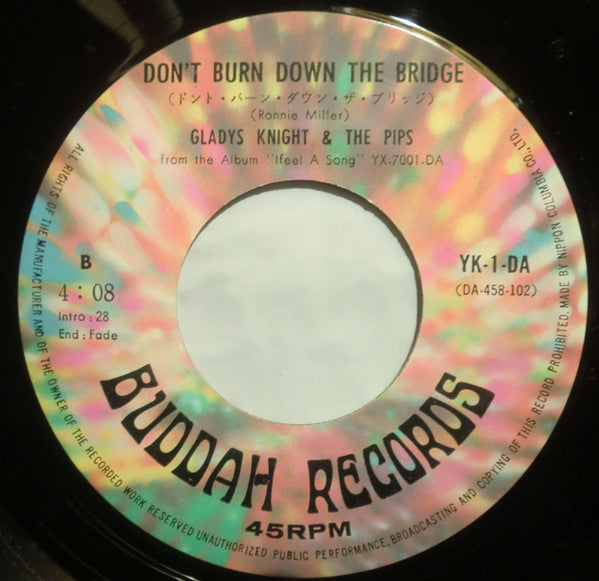 DON'T BURN DOWN THE BRIDGE
(ドント・バーン・ダウン・ザ・ブリッジ)
(Ronnie Miller)
GLADYS KNIGHT & THE PIPS
from the Album "Ifeel A Song" YX-7001-DA
B
4:08
Intro:28
End:Fade
YK-1-DA
(DA-458-102)
BUDDAH RECORDS
45RPM
ALL RIGHTS OF THE MANUFACTURER AND OF THE OWNER OF THE RECORDED WORK RESERVED UNAUTHORIZED PUBLIC PERFORMANCE, BROADCASTING AND COPYING OF THIS RECORD PROHIBITED. MADE BY NIPPON COLUMBIA CO., LTD.